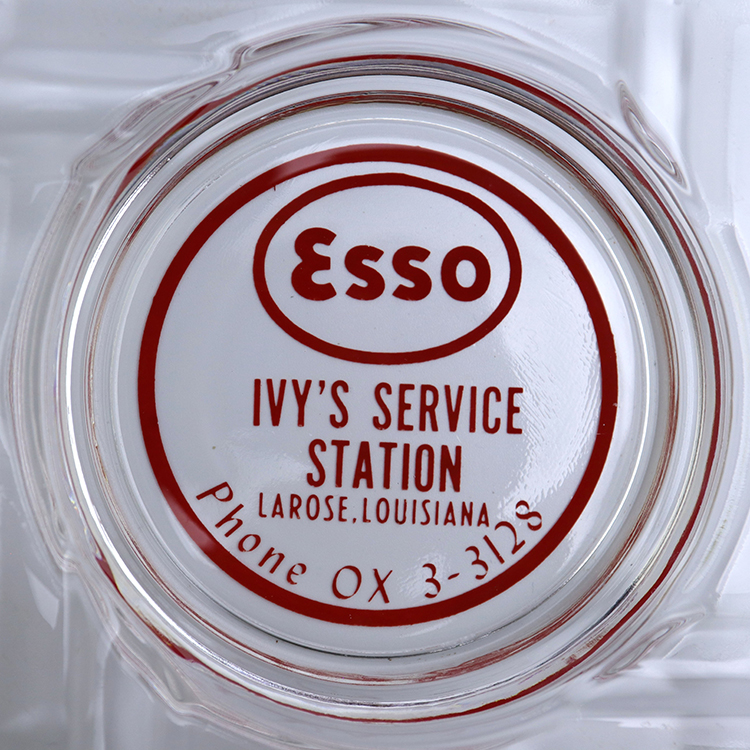 Esso
IVY'S SERVICE
STATION
LAROSE, LOUISIANA
Phone OX 3-3128